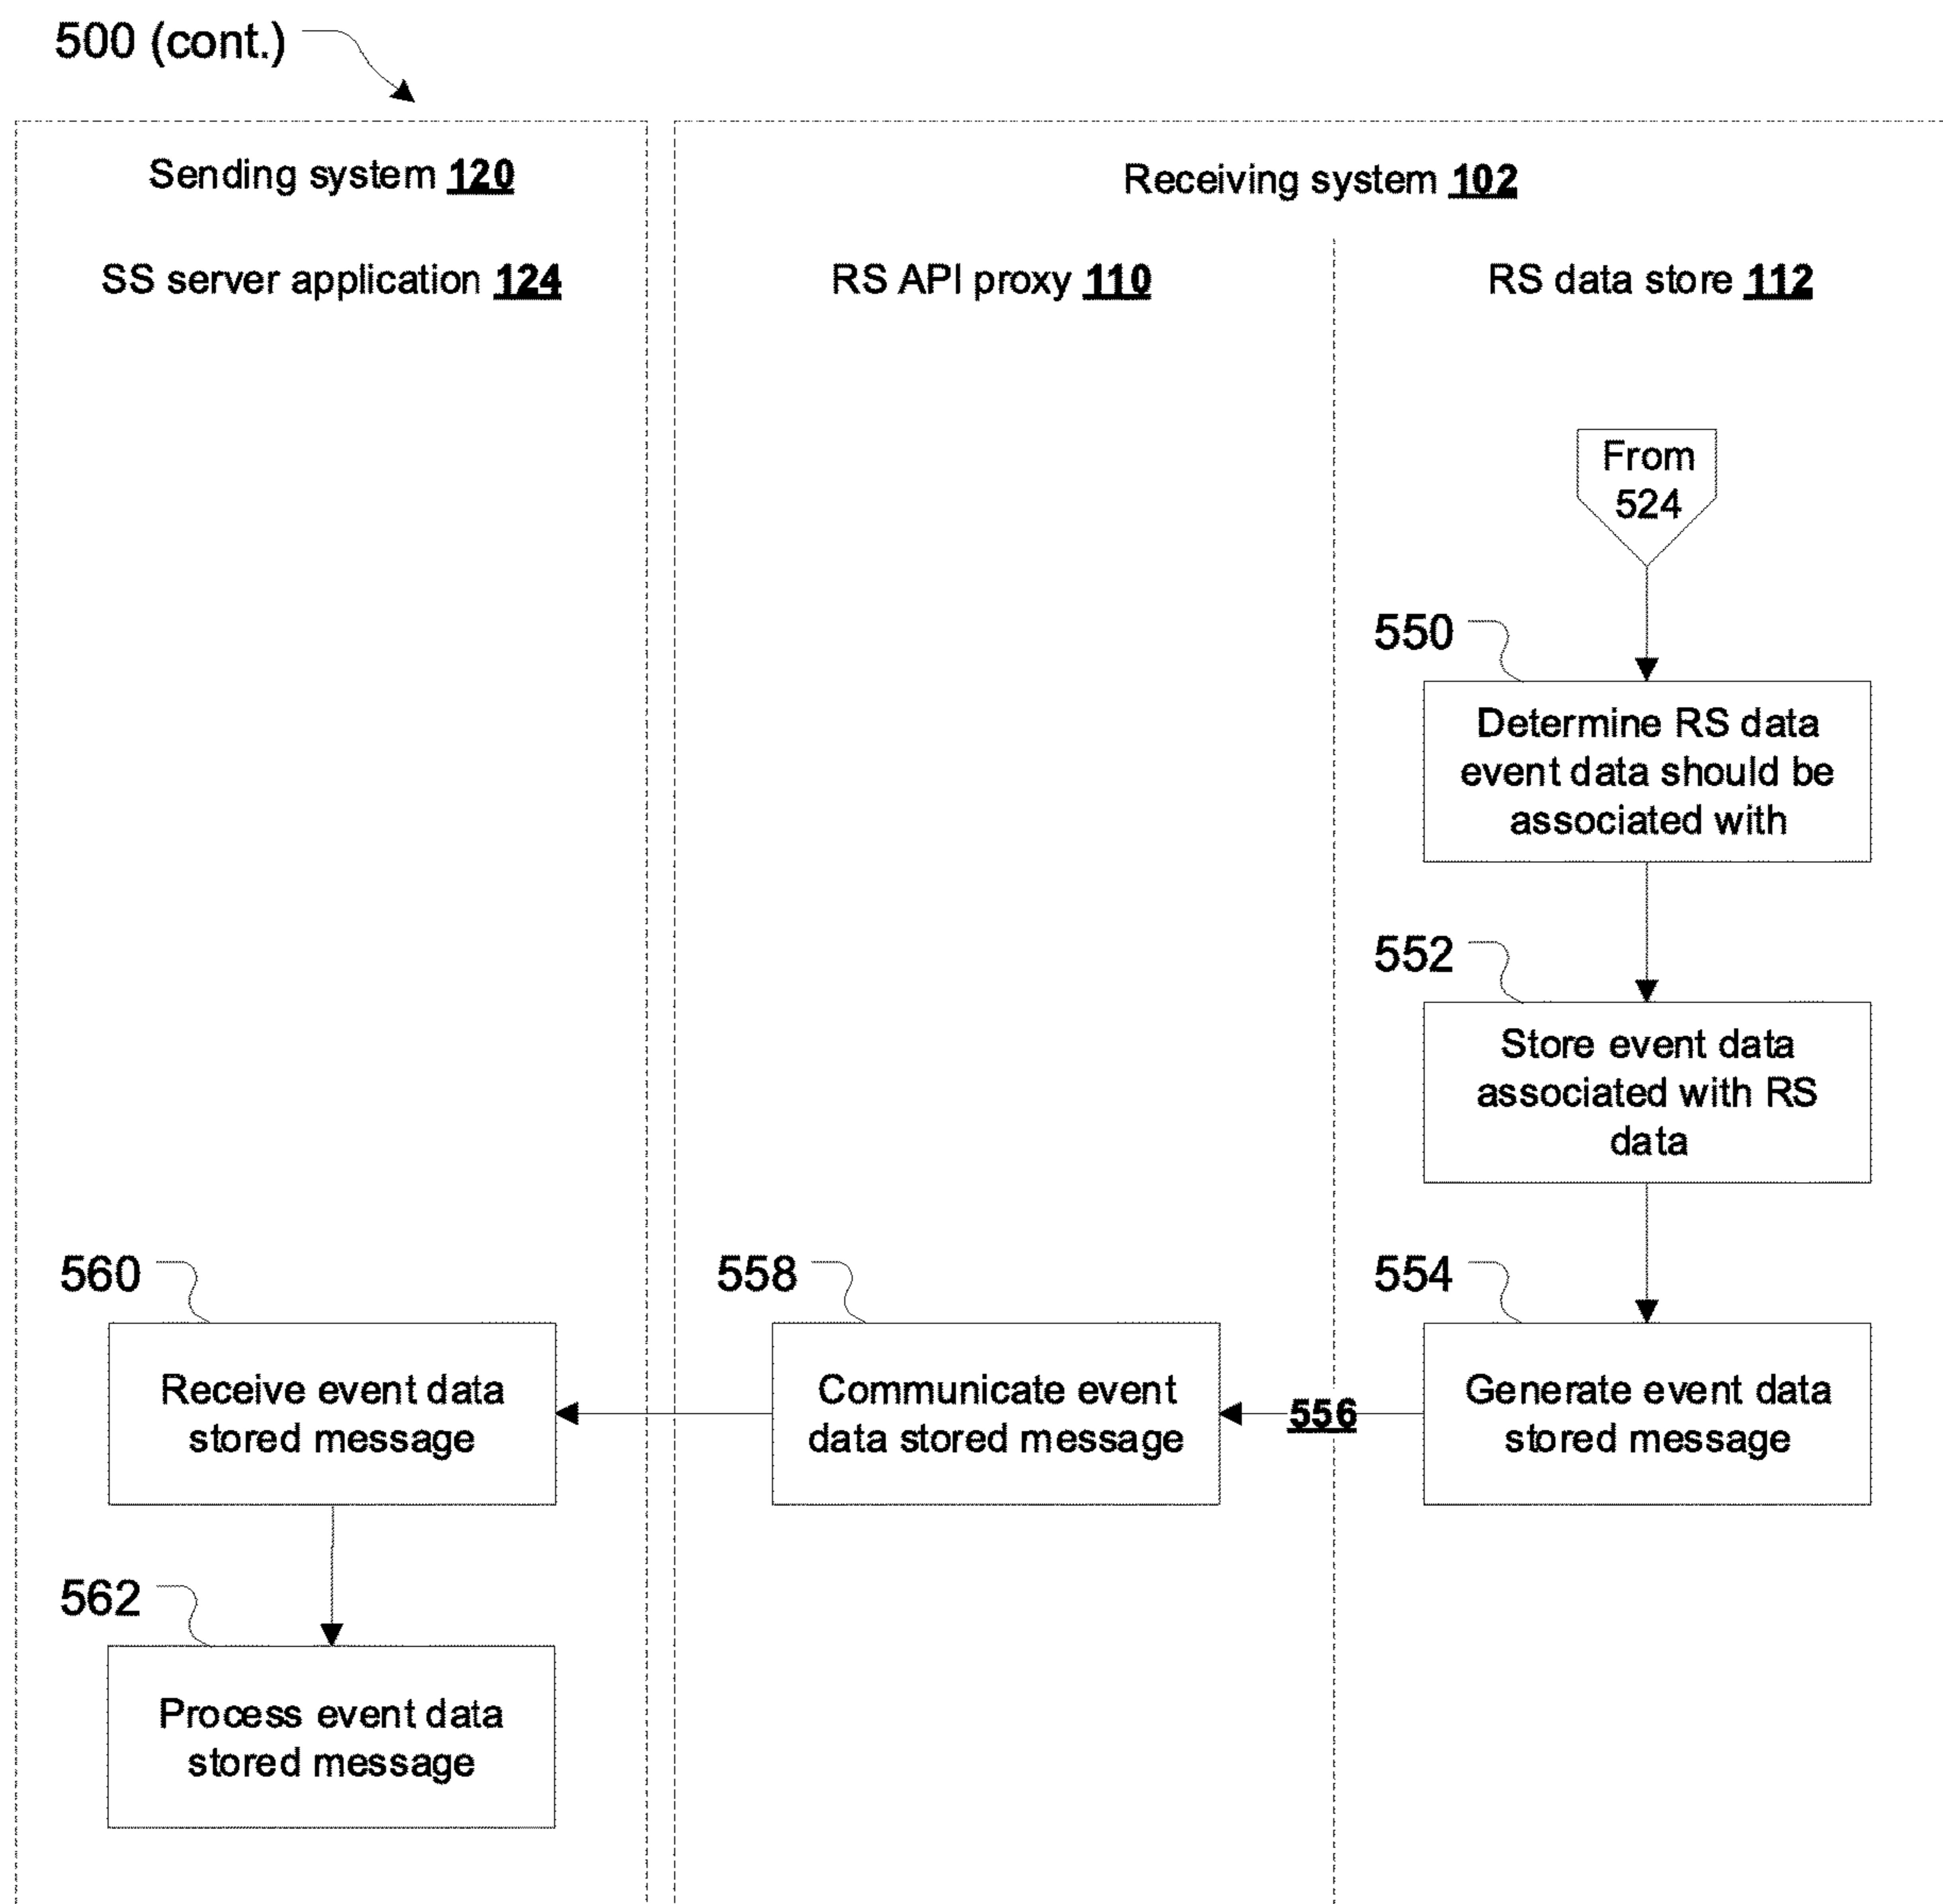 500 (cont.)
Sending system 120
Receiving system 102
SS server application 124
RS API proxy 110
RS data store 112
From
524
550
Determine RS data
event data should be
associated with
552
Store event data
associated with RS
data
560
558
554
Receive event data
stored message
Communicate event
data stored message
556
Generate event data
stored message
562
Process event data
stored message